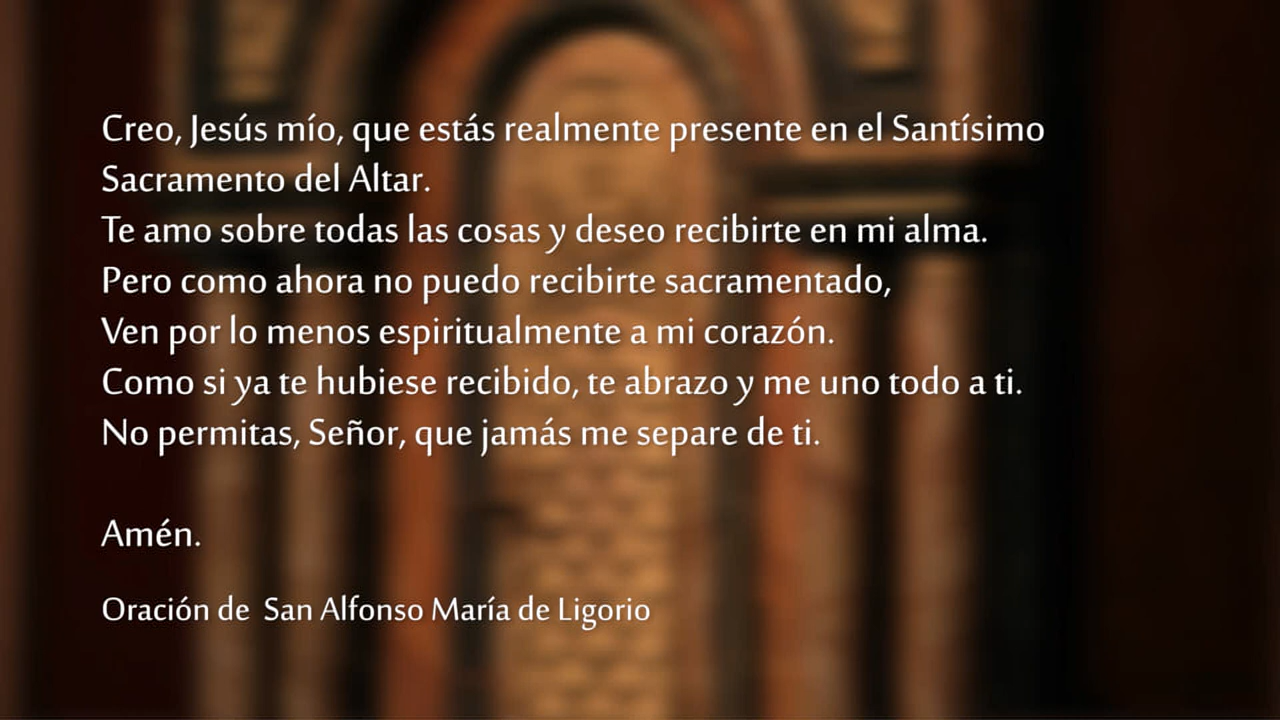 Creo, Jesús mío, que estás realmente presente en el Santísimo
Sacramento del Altar.
Te amo sobre todas las cosas y deseo recibirte en mi alma.
Pero como ahora no puedo recibirte sacramentado,
Ven por lo menos espiritualmente a mi corazón.
Como si ya te hubiese recibido, te abrazo y me uno todo a ti.
No permitas, Señor, que jamás me separe de ti.
Amén.
Oración de  San Alfonso María de Ligorio